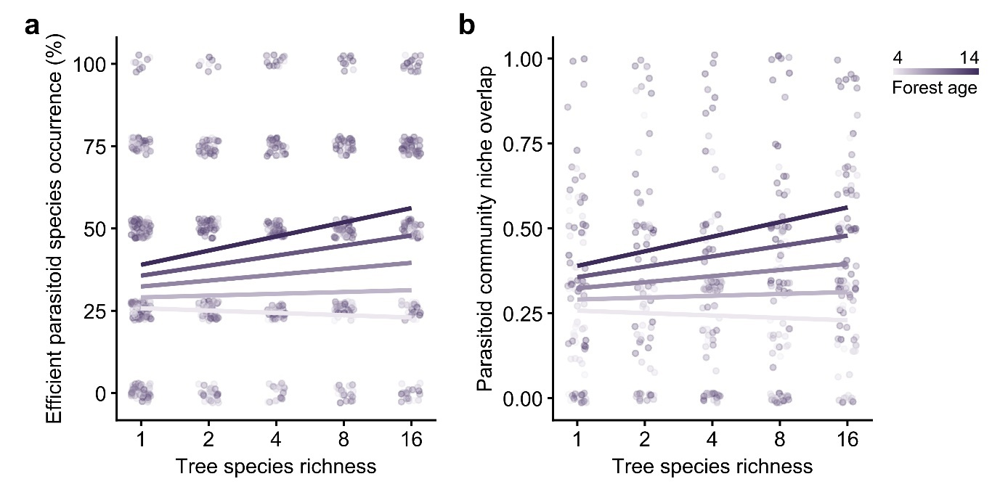 a
Efficient parasitoid species occurrence (%)
100
75
50
25
0
1 2 4 8 16
Tree species richness
b
Parasitoid community niche overlap
1.00
0.75
0.50
0.25
0.00
1 2 4 8 16
Tree species richness
4 14
Forest age